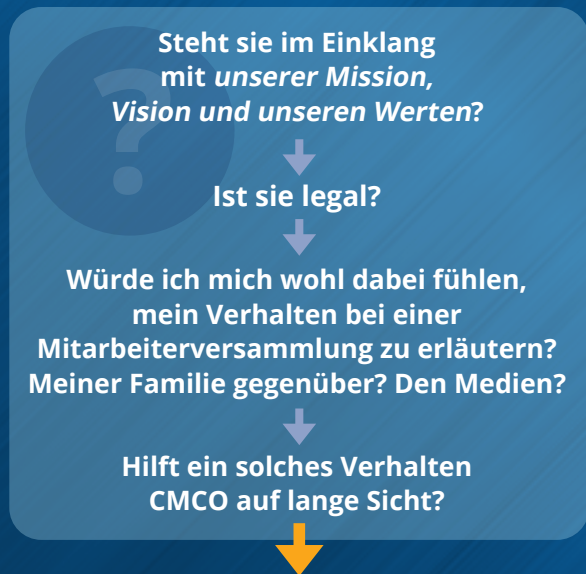 Steht sie im Einklang
mit unserer Mission,
Vision und unseren Werten?
Ist sie legal?
Würde ich mich wohl dabei fühlen,
mein Verhalten bei einer
Mitarbeiterversammlung zu erläutern?
Meiner Familie gegenüber? Den Medien?
Hilft ein solches Verhalten
CMCO auf lange Sicht?